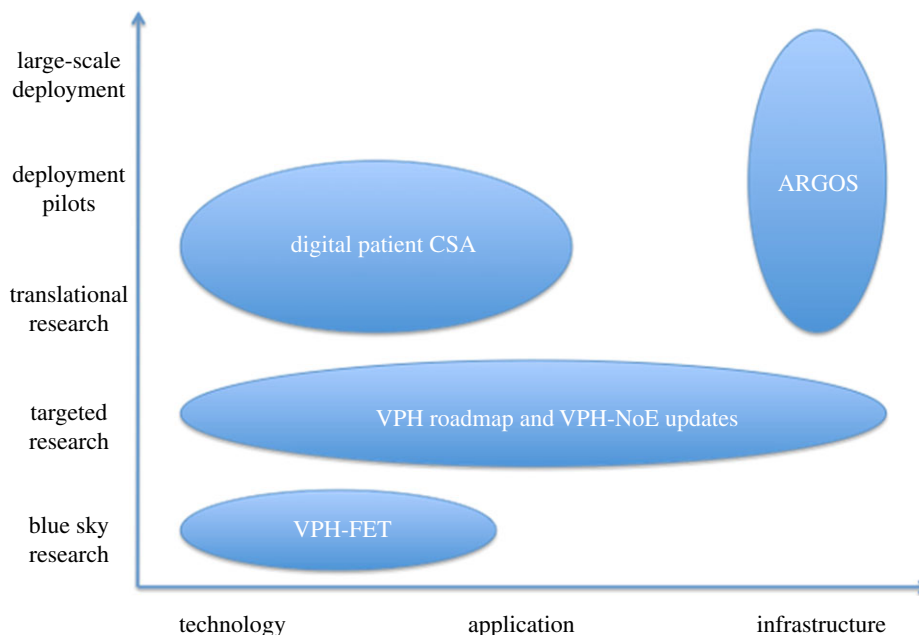 large-scale
deployment
deployment
pilots
ARGOS
digital patient CSA
translational
research
targeted
research
VPH roadmap and VPH-NoE updates
blue sky
research
VPH-FET
technology
application
infrastructure